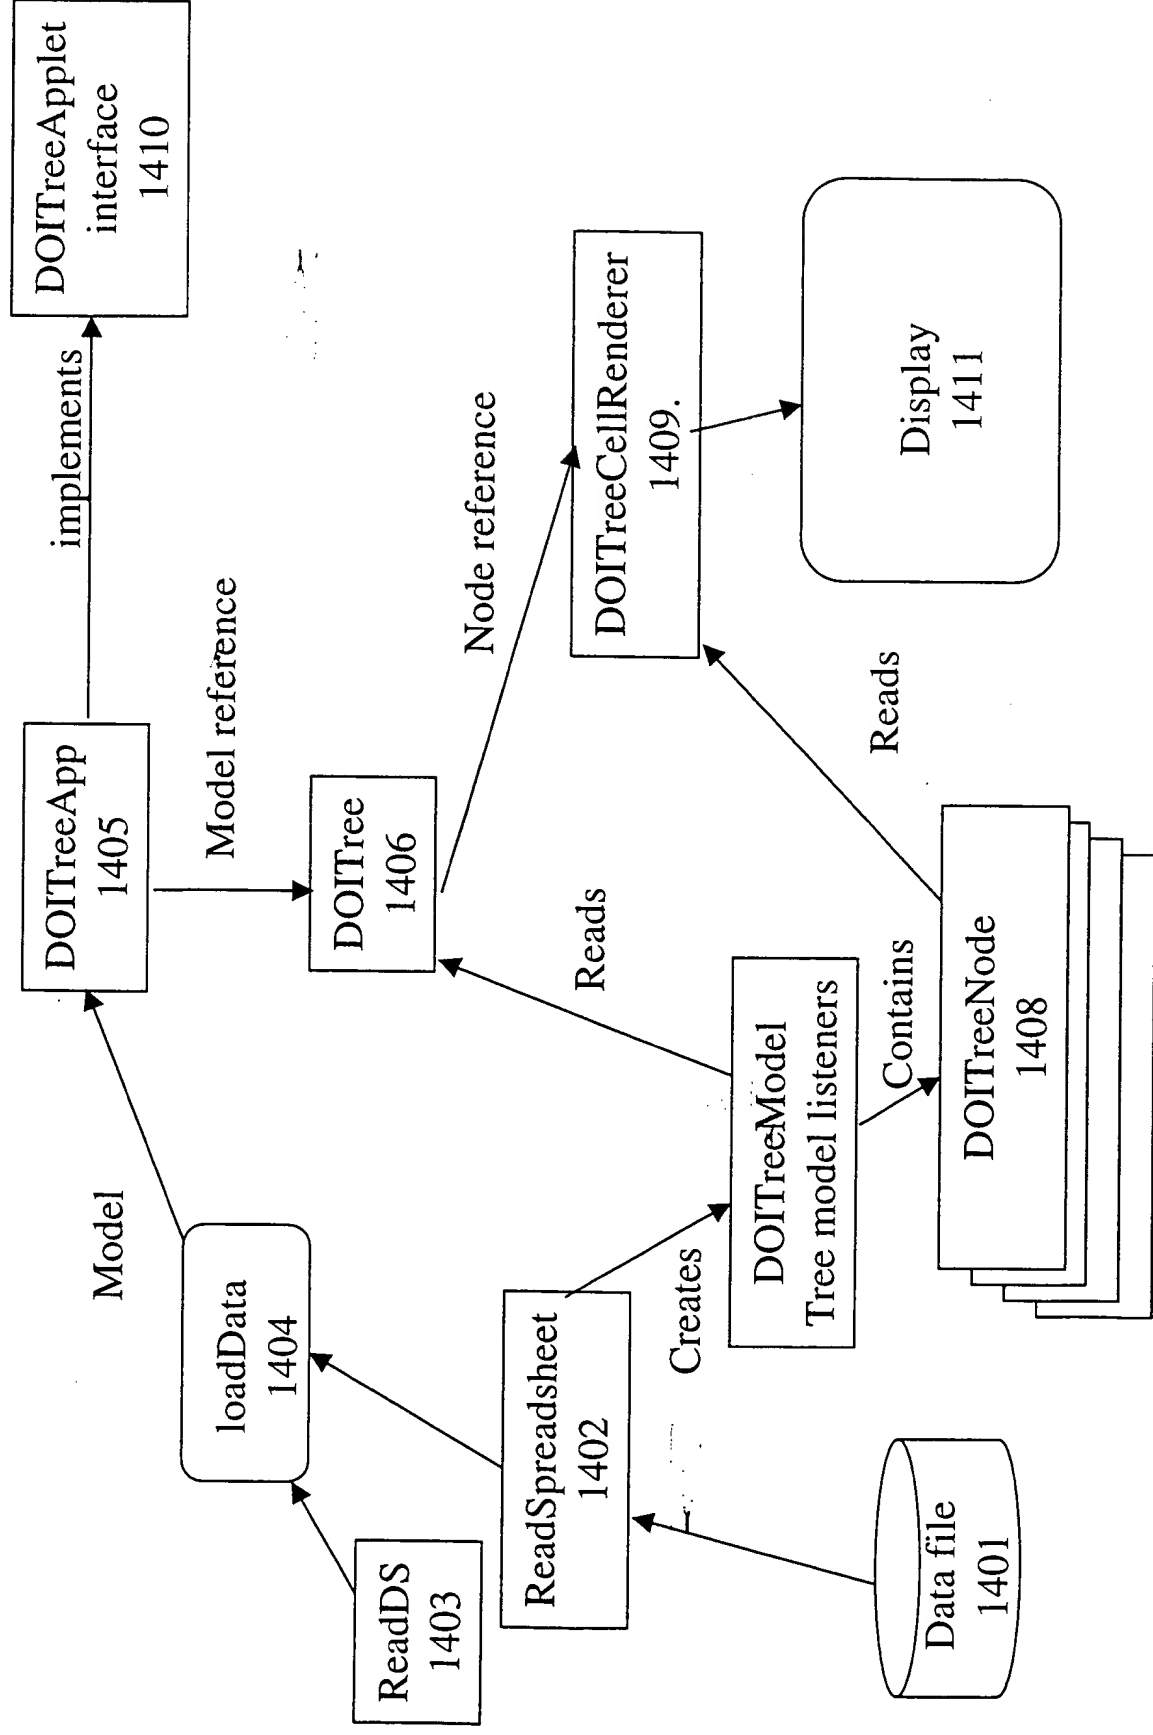 DOITreeApplet
interface
1410
implements
DOITreeApp
1405
Model
Model reference
loadData
1404
ReadDS
1403
DOITree
1406
Node reference
ReadSpreadsheet
1402
Reads
DOITreeCellRenderer
1409.
Creates
DOITreeModel
Tree model listeners
Contains
Reads
Display
1411
Data file
1401
DOITreeNode
1408